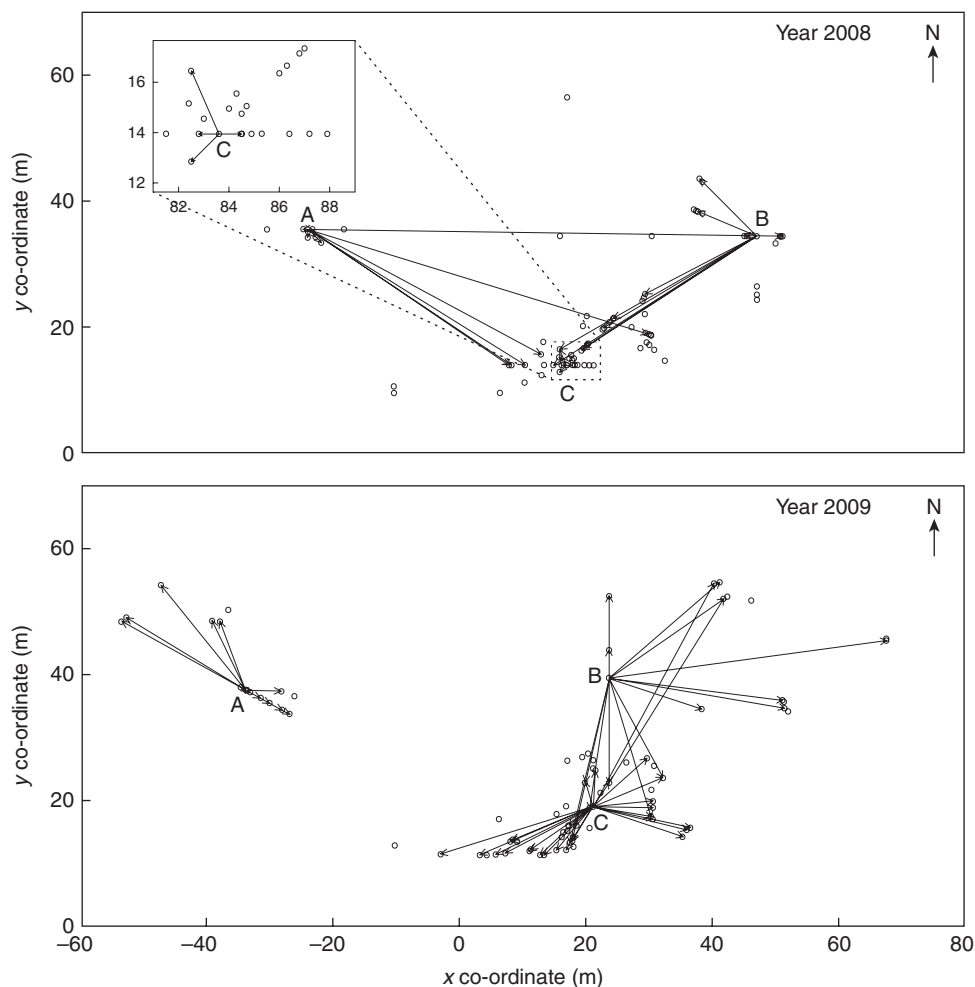 Year 2008
N
60
40
20
0
y co-ordinate (m)
16
14
12
82
84
86
88
C
A
B
C
Year 2009
N
60
40
20
0
y co-ordinate (m)
A
B
C
–60
–40
–20
0
20
40
60
80
x co-ordinate (m)